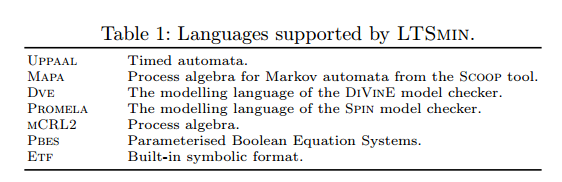 Table 1: Languages supported by LTSMIN.
UPPAAL Timed automata.
MAPA Process algebra for Markov automata from the SCOOP tool.
DVE The modelling language of the DIVINE model checker.
PROMELA The modelling language of the SPIN model checker.
MCRL2 Process algebra.
PBES Parameterised Boolean Equation Systems.
ETF Built-in symbolic format.